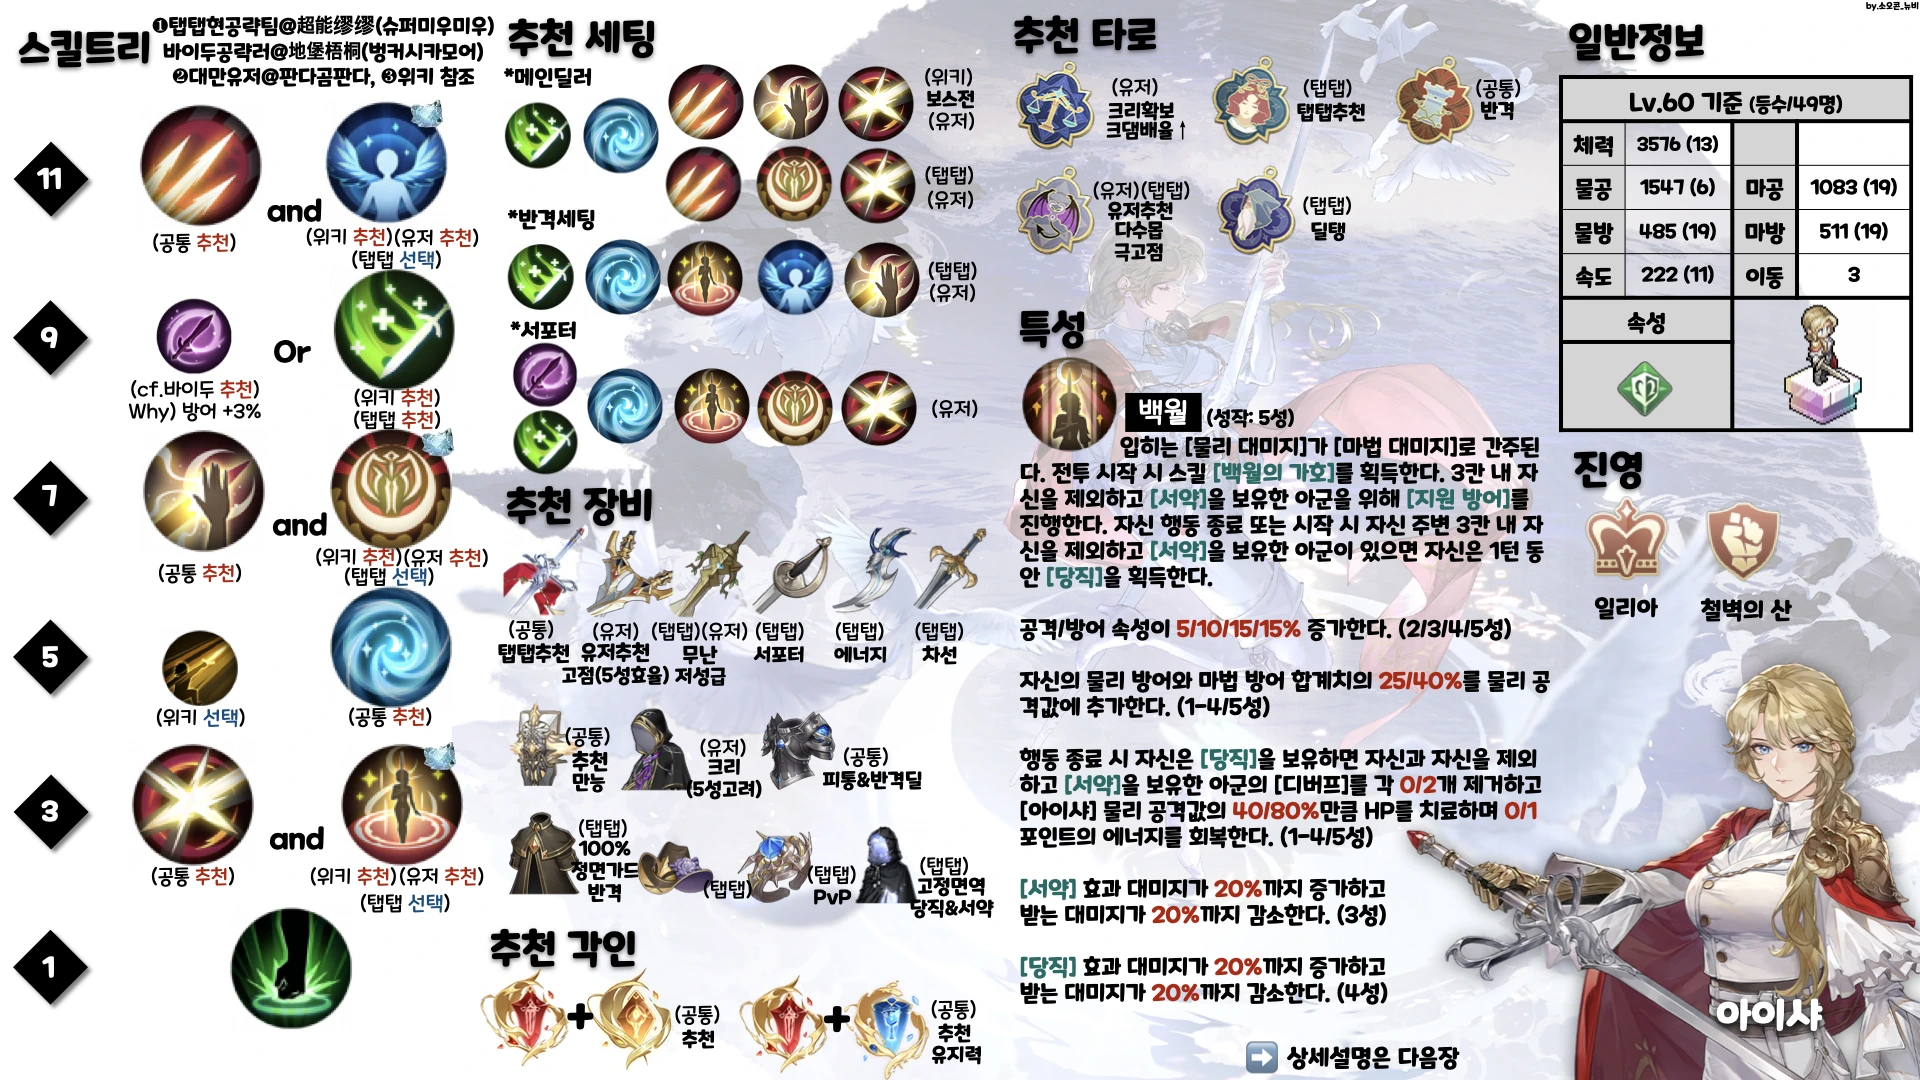 by.소오콘_뉴비
스킬트리
❶탭탭현공략팀@超能缪缪(슈퍼미우미우)
바이두공략러@地堡梧桐(벙커시카모어)
❷대만유저@판다곰판다, ❸위키 참조
11
(공통 추천)
and
(위키 추천)(유저 추천)
(탭탭 선택)
9
(cf.바이두 추천)
Why) 방어 +3%
Or
(위키 추천)
(탭탭 추천)
7
(공통 추천)
and
(위키 추천)(유저 추천)
(탭탭 선택)
5
(위키 선택)
(공통 추천)
3
(공통 추천)
and
(위키 추천)(유저 추천)
(탭탭 선택)
1
추천 세팅
*메인딜러
(위키)
보스전
(유저)
(탭탭)
(유저)
*반격세팅
(탭탭)
(유저)
*서포터
(유저)
추천 장비
(공통)
탭탭추천
(유저)
유저추천
고점(5성효율)
(탭탭)(유저)
무난
저성급
(탭탭)
서포터
(탭탭)
에너지
(탭탭)
차선
(공통)
추천
만능
(유저)
크리
(5성고려)
(공통)
피통&반격딜
(탭탭)
100%
정면가드
반격
(탭탭)
(탭탭)
PvP
(탭탭)
고정면역
당직&서약
추천 각인
+
(공통)
추천
+
(공통)
추천
유지력
추천 타로
(유저)
크리확보
크댐배율↑
(탭탭)
탭탭추천
(공통)
반격
(유저)(탭탭)
유저추천
다수몹
극고점
(탭탭)
딜탱
특성
백월 (성작: 5성)
입히는 [물리 대미지]가 [마법 대미지]로 간주된
다. 전투 시작 시 스킬 [백월의 가호]를 획득한다. 3칸 내 자
신을 제외하고 [서약]을 보유한 아군을 위해 [지원 방어]를
진행한다. 자신 행동 종료 또는 시작 시 자신 주변 3칸 내 자
신을 제외하고 [서약]을 보유한 아군이 있으면 자신은 1턴 동
안 [당직]을 획득한다.
공격/방어 속성이 5/10/15/15% 증가한다. (2/3/4/5성)
자신의 물리 방어와 마법 방어 합계치의 25/40%를 물리 공
격값에 추가한다. (1-4/5성)
행동 종료 시 자신은 [당직]을 보유하면 자신과 자신을 제외
하고 [서약]을 보유한 아군의 [디버프]를 각 0/2개 제거하고
[아이샤] 물리 공격값의 40/80%만큼 HP를 치료하며 0/1
포인트의 에너지를 회복한다. (1-4/5성)
[서약] 효과 대미지가 20%까지 증가하고
받는 대미지가 20%까지 감소한다. (3성)
[당직] 효과 대미지가 20%까지 증가하고
받는 대미지가 20%까지 감소한다. (4성)
상세설명은 다음장
일반정보
Lv.60 기준 (등수/49명)
체력 3576 (13)
물공 1547 (6) 마공 1083 (19)
물방 485 (19) 마방 511 (19)
속도 222 (11) 이동 3
속성
진영
일리아
철벽의 산
아이샤